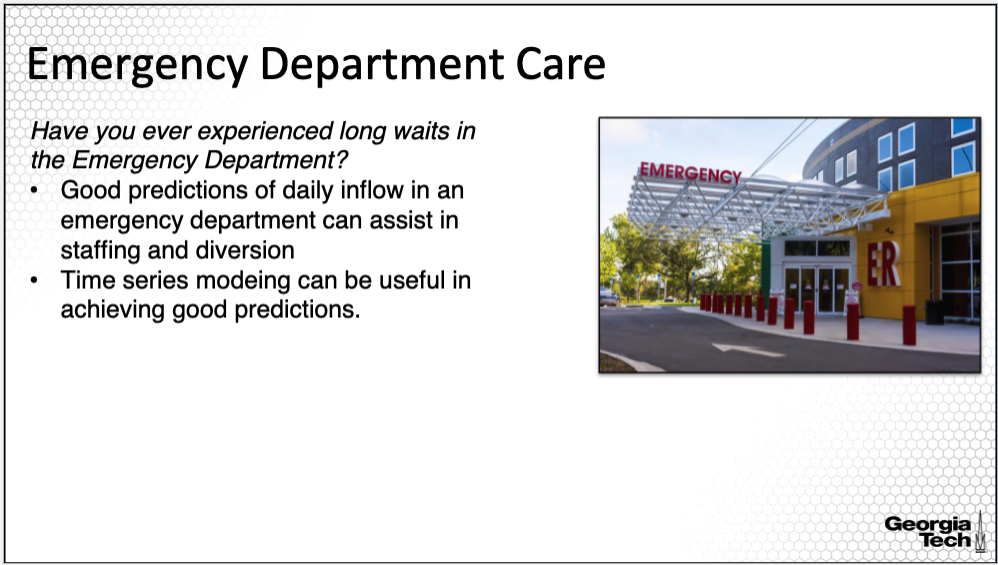 Emergency Department Care
Have you ever experienced long waits in
the Emergency Department?
• Good predictions of daily inflow in an
emergency department can assist in
staffing and diversion
• Time series modeing can be useful in
achieving good predictions.
EMERGENCY
ER
Georgia
Tech